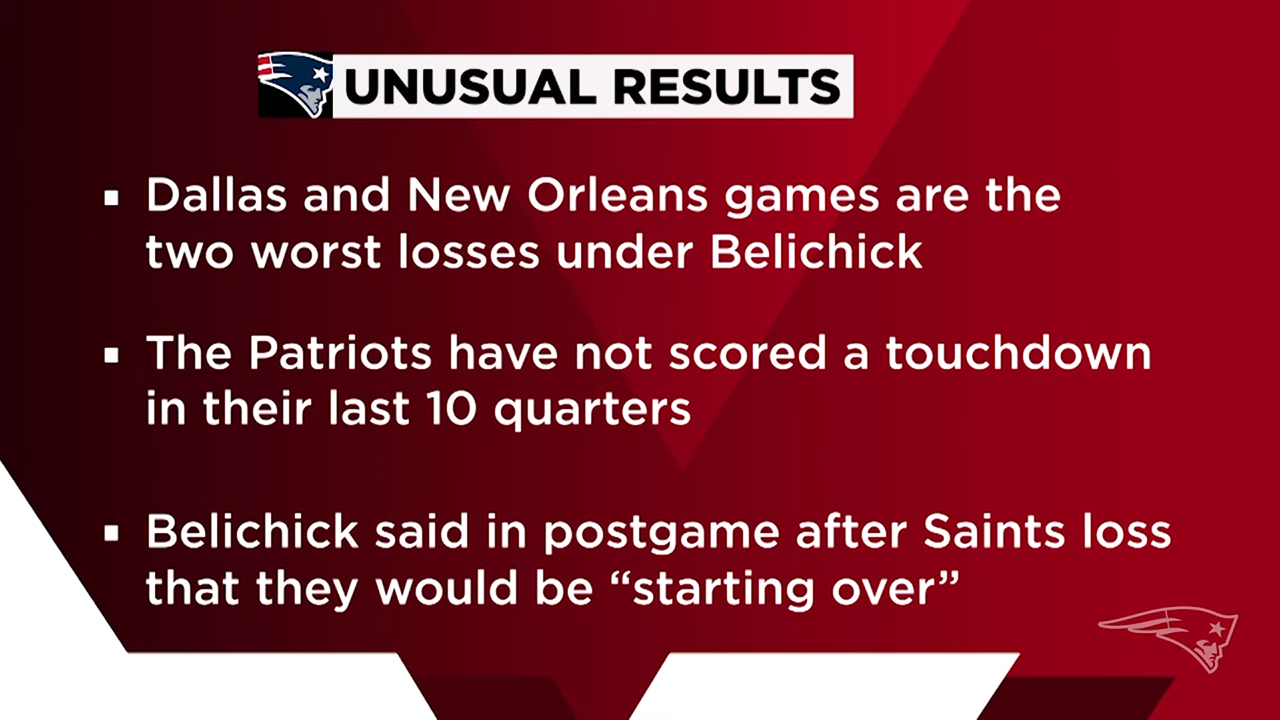 UNUSUAL RESULTS
▪ Dallas and New Orleans games are the
two worst losses under Belichick
▪ The Patriots have not scored a touchdown
in their last 10 quarters
▪ Belichick said in postgame after Saints loss
that they would be “starting over”